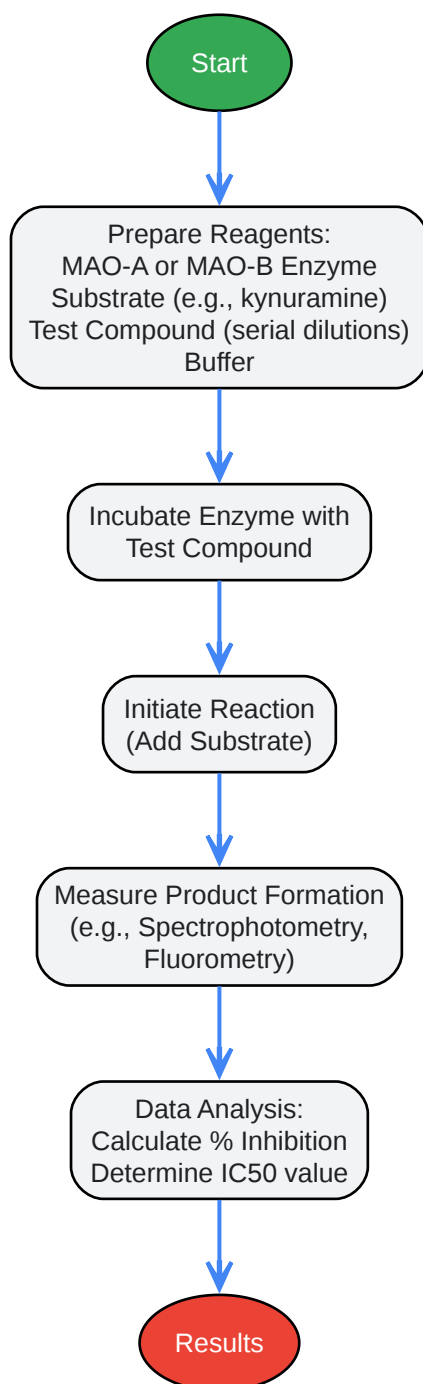 Start
Prepare Reagents:
MAO-A or MAO-B Enzyme
Substrate (e.g., kynuramine)
Test Compound (serial dilutions)
Buffer
Incubate Enzyme with
Test Compound
Initiate Reaction
(Add Substrate)
Measure Product Formation
(e.g., Spectrophotometry,
Fluorometry)
Data Analysis:
Calculate % Inhibition
Determine IC50 value
Results